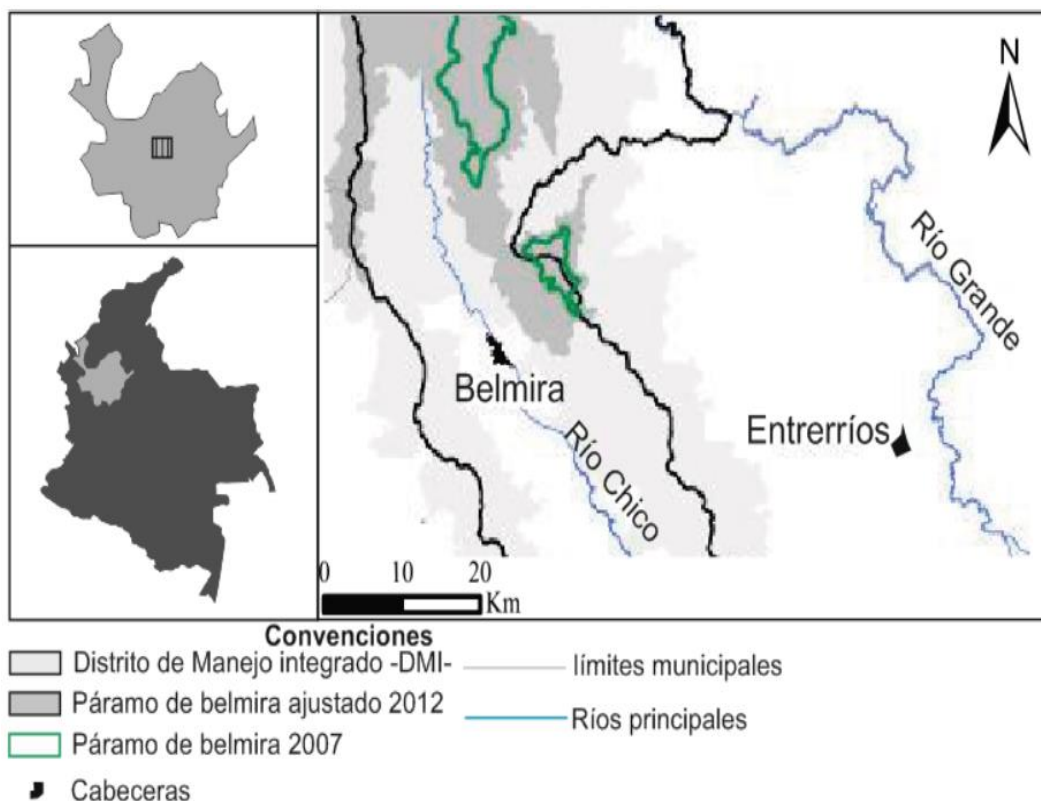 N
Río Grande
Belmira
Entrerríos
Río Chico
0 10 20
Km
Convenciones
Distrito de Manejo integrado -DMI-
límites municipales
Páramo de belmira ajustado 2012
Ríos principales
Páramo de belmira 2007
Cabeceras